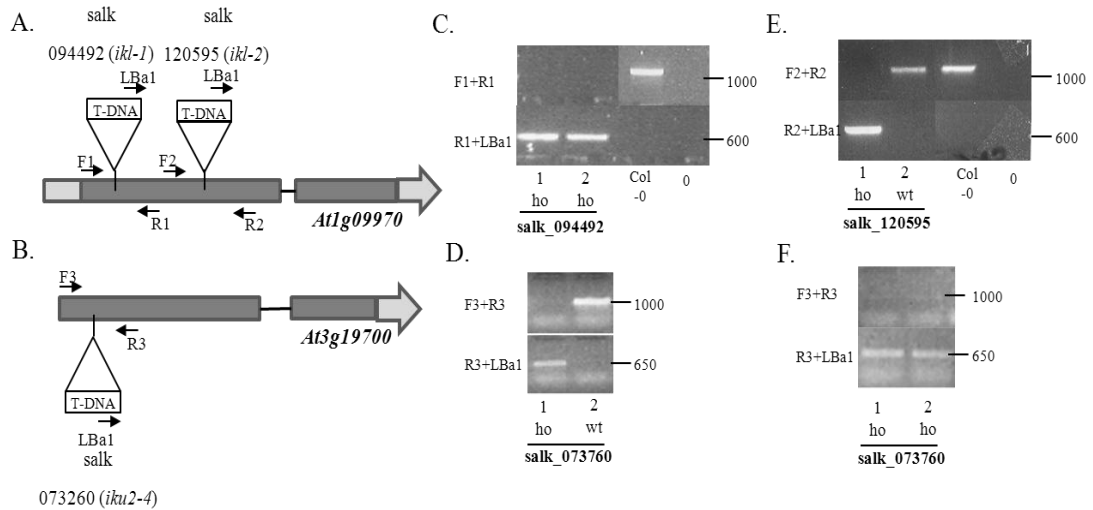 A.
salk
salk
094492 (ikl-1)
120595 (ikl-2)
LBa1
LBa1
T-DNA
T-DNA
F1
F2
R1
R2
At1g09970
B.
F3
R3
At3g19700
T-DNA
LBa1
salk
073260 (iku2-4)
C.
F1+R1
1000
R1+LBa1
600
1
2
Col
-0
0
ho
ho
salk_094492
D.
F3+R3
1000
R3+LBa1
650
1
2
ho
wt
salk_073760
E.
F2+R2
1000
R2+LBa1
600
1
2
Col
-0
0
ho
wt
salk_120595
F.
F3+R3
1000
R3+LBa1
650
1
2
ho
ho
salk_073760